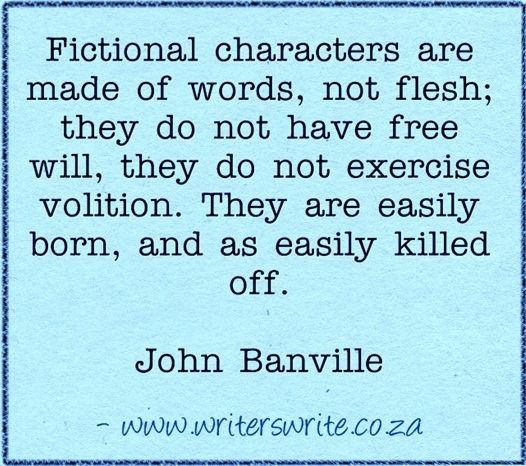 Fictional characters are
made of words, not flesh;
they do not have free
will, they do not exercise
volition. They are easily
born, and as easily killed
off.
John Banville
- www.writerswrite.co.za